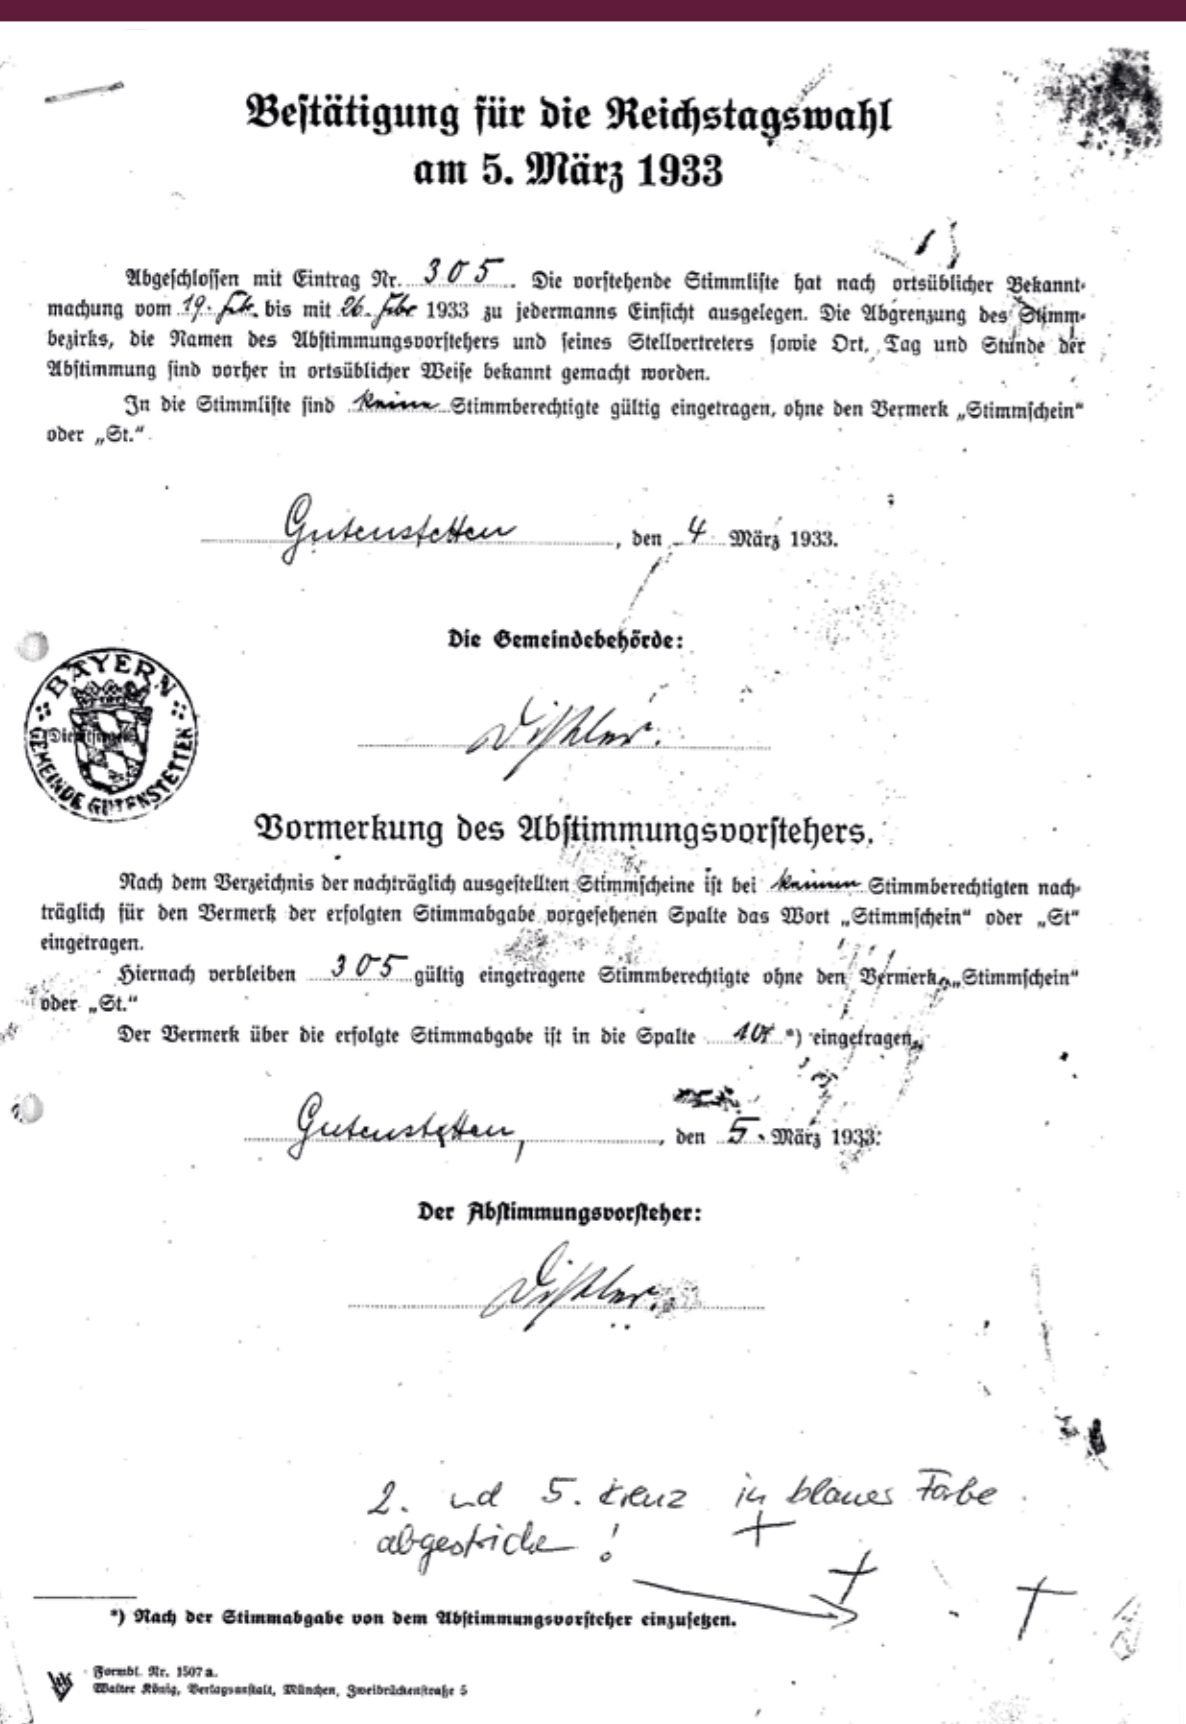 Bestätigung für die Reichstagswahl
am 5. März 1933
Abgeschlossen mit Eintrag Nr. 305. Die vorstehende Stimmliste hat nach ortsüblicher Bekannt-
machung vom 19. Feb. bis mit 26. Febr 1933 zu jedermanns Einsicht ausgelegen. Die Abgrenzung des Stimm-
bezirks, die Namen des Abstimmungsvorstehers und seines Stellvertreters sowie Ort, Tag und Stunde der
Abstimmung sind vorher in ortsüblicher Weise bekannt gemacht worden.
In die Stimmliste sind keine Stimmberechtigte gültig eingetragen, ohne den Vermerk „Stimmschein“
oder „St.“
Gutenstetten, den 4 März 1933.
Die Gemeindebehörde:
BAYERN
GEMEINDE GUTENSTETTEN
Vormerkung des Abstimmungsvorstehers.
Nach dem Verzeichnis der nachträglich ausgestellten Stimmscheine ist bei keinem Stimmberechtigten nach-
träglich für den Vermerk der erfolgten Stimmabgabe vorgesehenen Spalte das Wort „Stimmschein“ oder „St“
eingetragen.
Hiernach verbleiben 305 gültig eingetragene Stimmberechtigte ohne den Vermerk „Stimmschein“
oder „St.“
Der Vermerk über die erfolgte Stimmabgabe ist in die Spalte *) eingetragen.
Gutenstetten, den 5. März 1933.
Der Abstimmungsvorsteher:
2. und 5. Kreuz in blauer Farbe
abgestriche !
*) Nach der Stimmabgabe von dem Abstimmungsvorsteher einzusetzen.
Formbl. Nr. 1507 a.
Walter König, Verlagsanstalt, München, Zweibrückenstraße 5